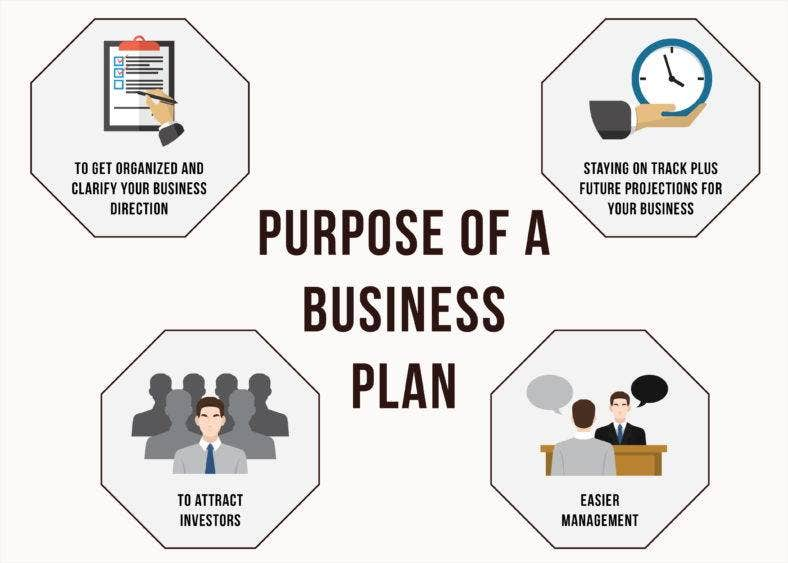 TO GET ORGANIZED AND
CLARIFY YOUR BUSINESS
DIRECTION
STAYING ON TRACK PLUS
FUTURE PROJECTIONS FOR
YOUR BUSINESS
PURPOSE OF A
BUSINESS
PLAN
TO ATTRACT
INVESTORS
EASIER
MANAGEMENT